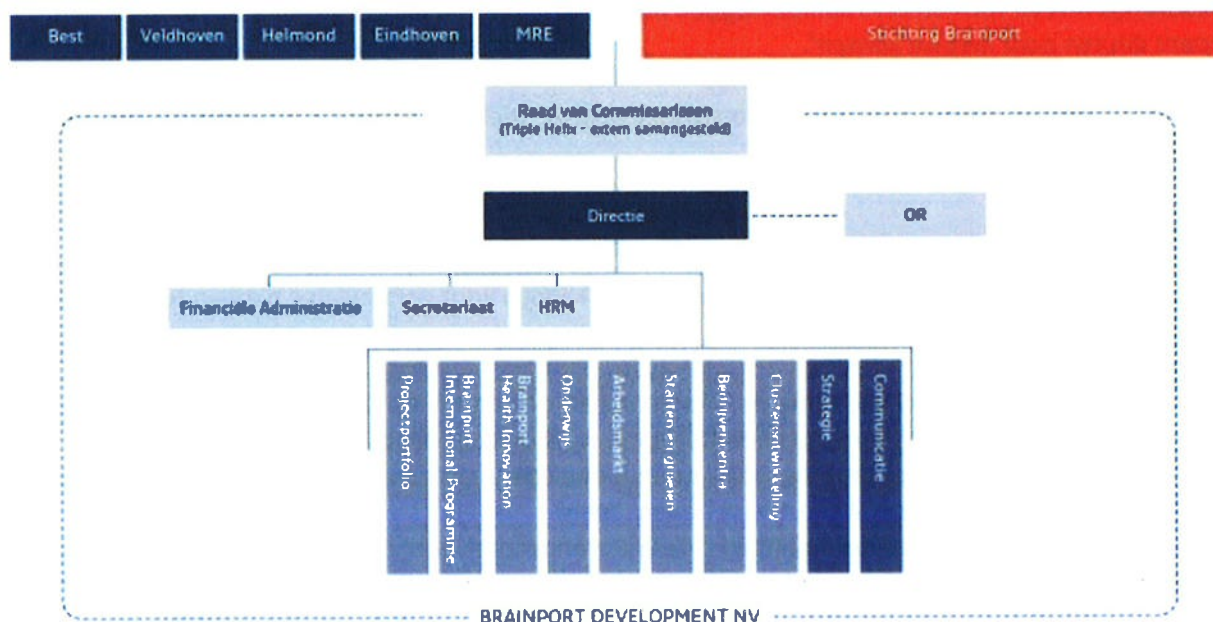 Best
Veldhoven
Helmond
Eindhoven
MRE
Stichting Brainport
Raad van Commissarissen
(Triple Helix - extern samengesteld)
Directie
OR
Financiële Administratie
Secretariaat
HRM
Projectportfolio
Brainport
International Programme
Brainport
Health Innovation
Onderwijs
Arbeidsmarkt
Starten en groeien
Bedrijvencentra
Clusterontwikkeling
Strategie
Communicatie
BRAINPORT DEVELOPMENT NV